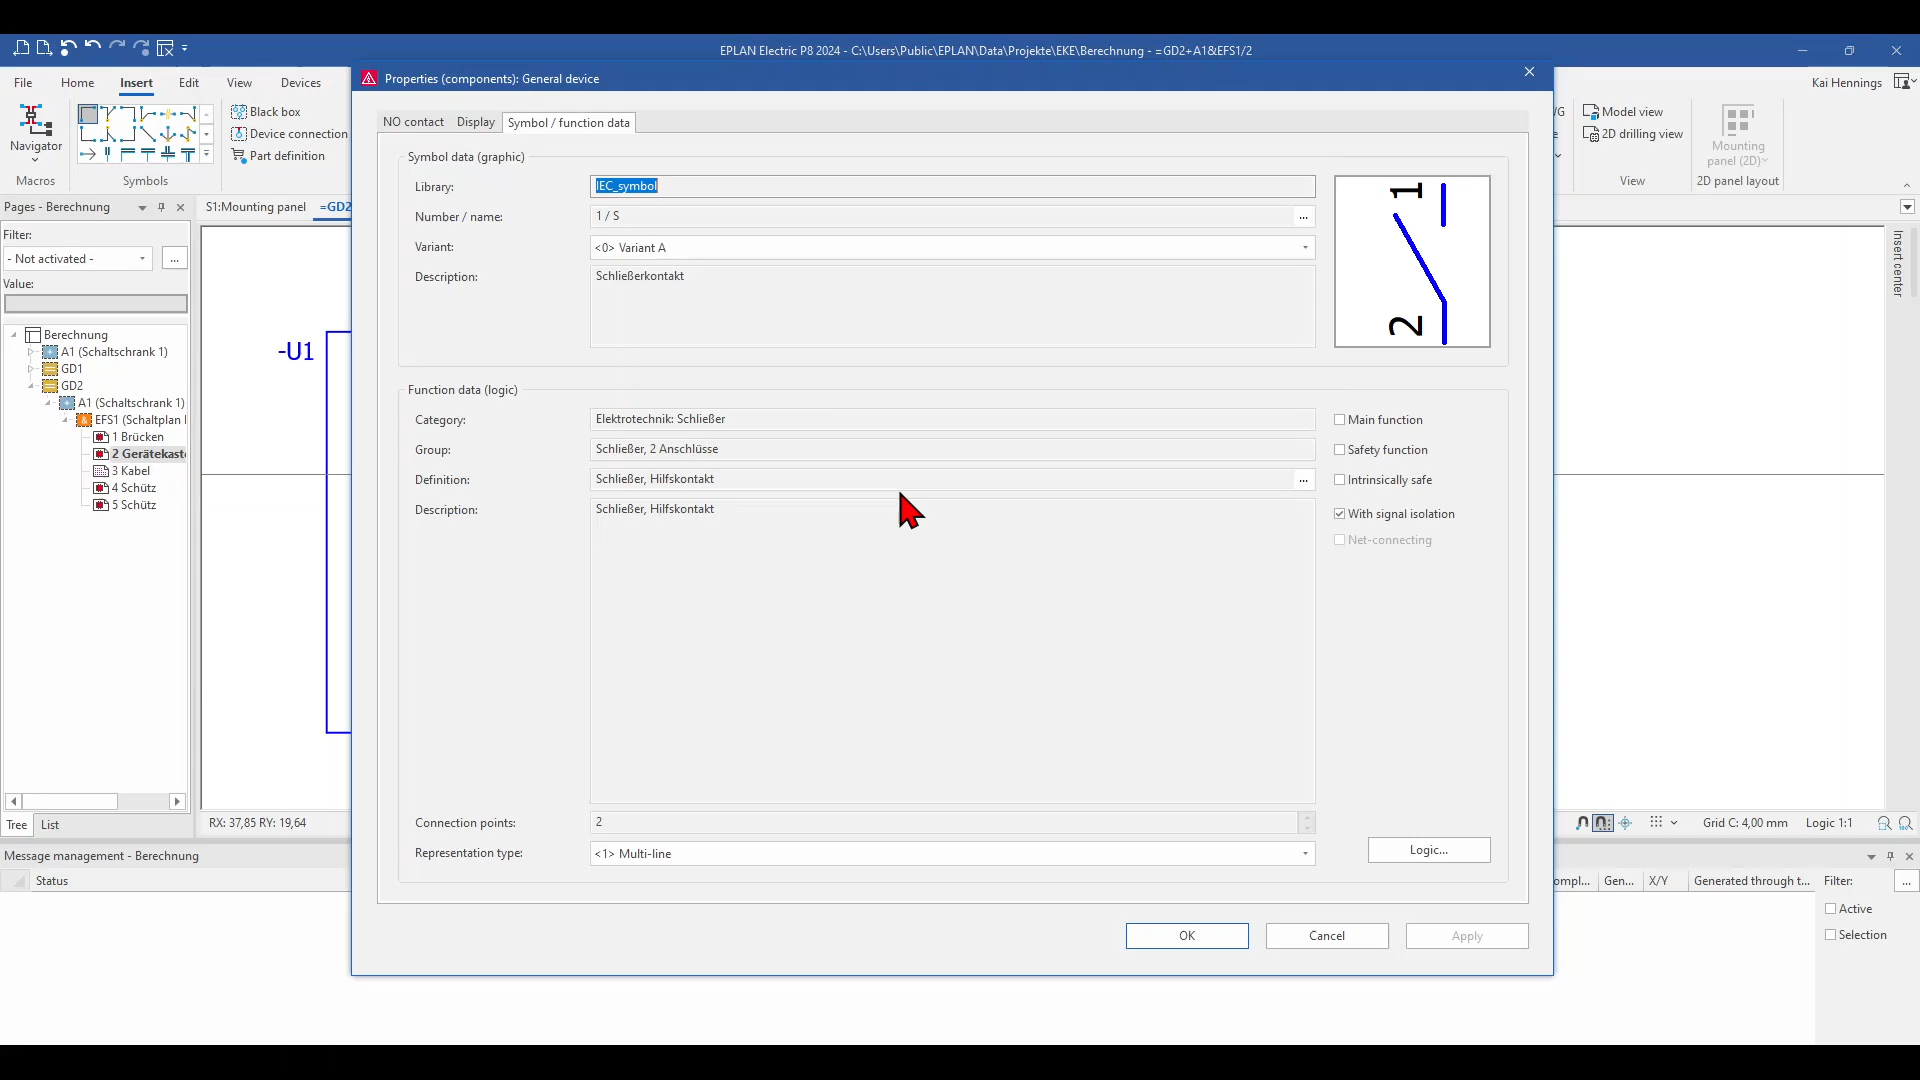 EPLAN Electric P8 2024 - C:\Users\Public\EPLAN\Data\Projekte\EKE\Berechnung - =GD2+A1&EFS1/2
File Home Insert Edit View Devices
Kai Hennings
Properties (components): General device
Navigator
Macros
Symbols
Black box
Device connection
Part definition
Model view
2D drilling view
View
Mounting
panel (2D)
2D panel layout
Pages - Berechnung
S1:Mounting panel
=GD2
Filter:
- Not activated -
...
Value:
Berechnung
A1 (Schaltschrank 1)
GD1
GD2
A1 (Schaltschrank 1)
EFS1 (Schaltplan
1 Brücken
2 Gerätekast
3 Kabel
4 Schütz
5 Schütz
Tree List
-U1
NO contact Display Symbol / function data
Symbol data (graphic)
Library: IEC_symbol
Number / name: 1 / S ...
Variant: <0> Variant A
Description: Schließerkontakt
1
2
Function data (logic)
Category: Elektrotechnik: Schließer
Group: Schließer, 2 Anschlüsse
Definition: Schließer, Hilfskontakt ...
Description: Schließer, Hilfskontakt
Main function
Safety function
Intrinsically safe
With signal isolation
Net-connecting
Connection points: 2
Representation type: <1> Multi-line
Logic...
OK Cancel Apply
Insert center
RX: 37,85 RY: 19,64
Grid C: 4,00 mm Logic 1:1
Message management - Berechnung
Status
ompl... Gen... X/Y Generated through t...
Filter: ...
Active
Selection